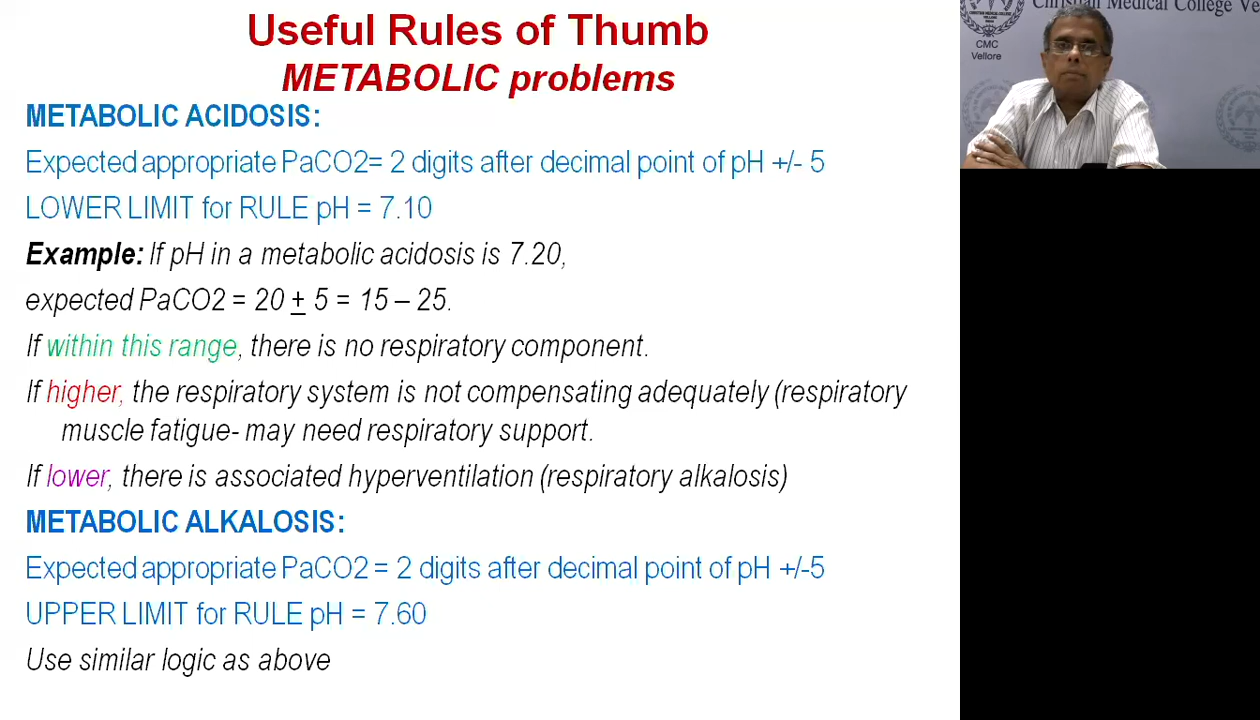 Useful Rules of Thumb
METABOLIC problems
METABOLIC ACIDOSIS:
Expected appropriate PaCO2= 2 digits after decimal point of pH +/- 5
LOWER LIMIT for RULE pH = 7.10
Example: If pH in a metabolic acidosis is 7.20,
expected PaCO2 = 20 ± 5 = 15 – 25.
If within this range, there is no respiratory component.
If higher, the respiratory system is not compensating adequately (respiratory
muscle fatigue- may need respiratory support.
If lower, there is associated hyperventilation (respiratory alkalosis)
METABOLIC ALKALOSIS:
Expected appropriate PaCO2 = 2 digits after decimal point of pH +/-5
UPPER LIMIT for RULE pH = 7.60
Use similar logic as above
Christian Medical College Ve
CMC
Vellore